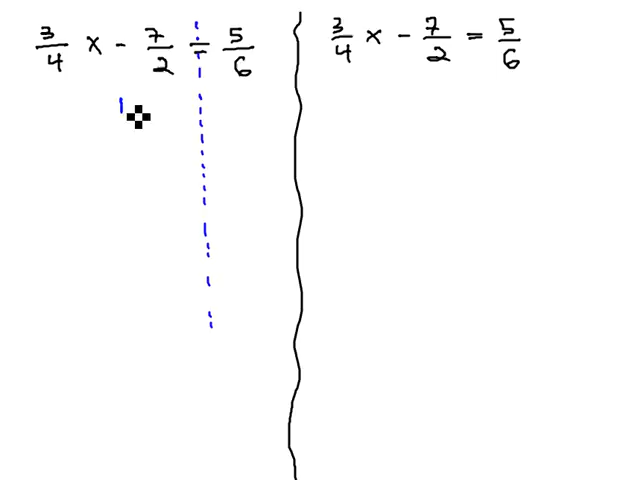 3/4 x - 7/2 = 5/6
3/4 x - 7/2 = 5/6